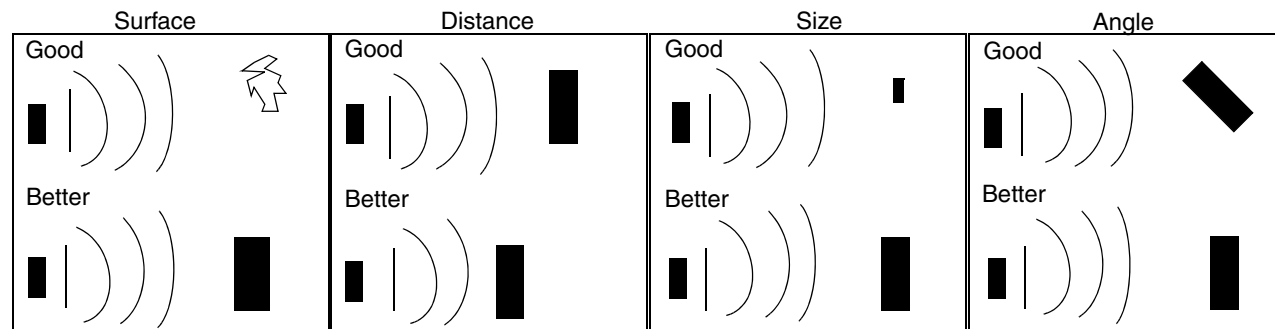 Surface
Good
Better
Distance
Good
Better
Size
Good
Better
Angle
Good
Better